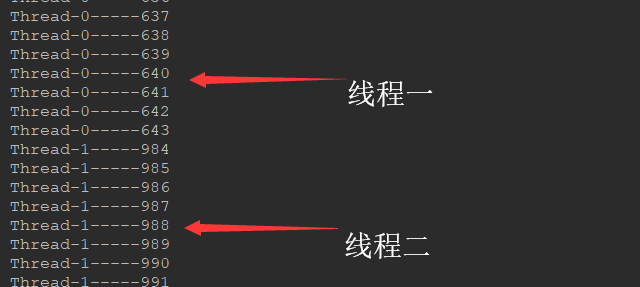 Thread-0-----637
Thread-0-----638
Thread-0-----639
Thread-0-----640
Thread-0-----641
线程一
Thread-0-----642
Thread-0-----643
Thread-1-----984
Thread-1-----985
Thread-1-----986
Thread-1-----987
Thread-1-----988
线程二
Thread-1-----989
Thread-1-----990
Thread-1-----991